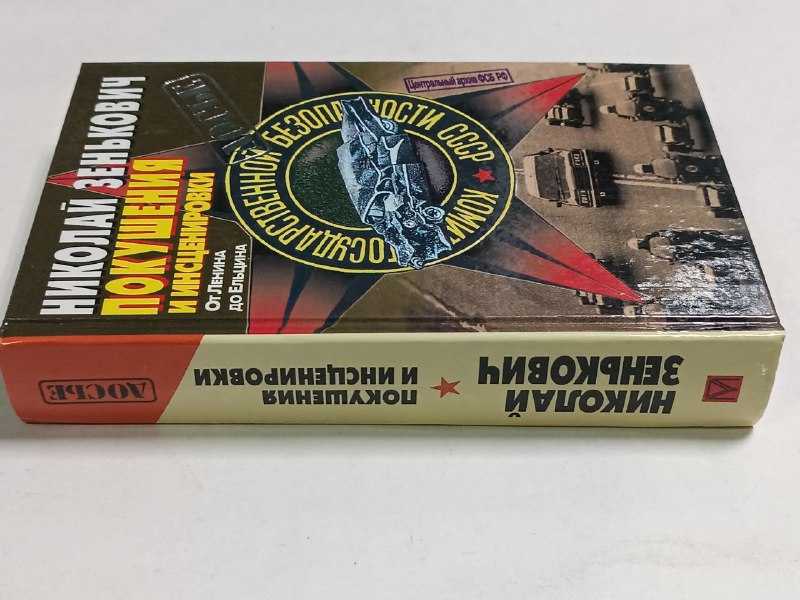 НИКОЛАЙ ЗЕНЬКОВИЧ
ПОКУШЕНИЯ
И ИНСЦЕНИРОВКИ
От Ленина
до Ельцина
Центральный архив ФСБ РФ
ГОСУДАРСТВЕННОЙ БЕЗОПАСНОСТИ СССР
НИКОЛАЙ
ЗЕНЬКОВИЧ
ПОКУШЕНИЯ
И ИНСЦЕНИРОВКИ
ДОСЬЕ